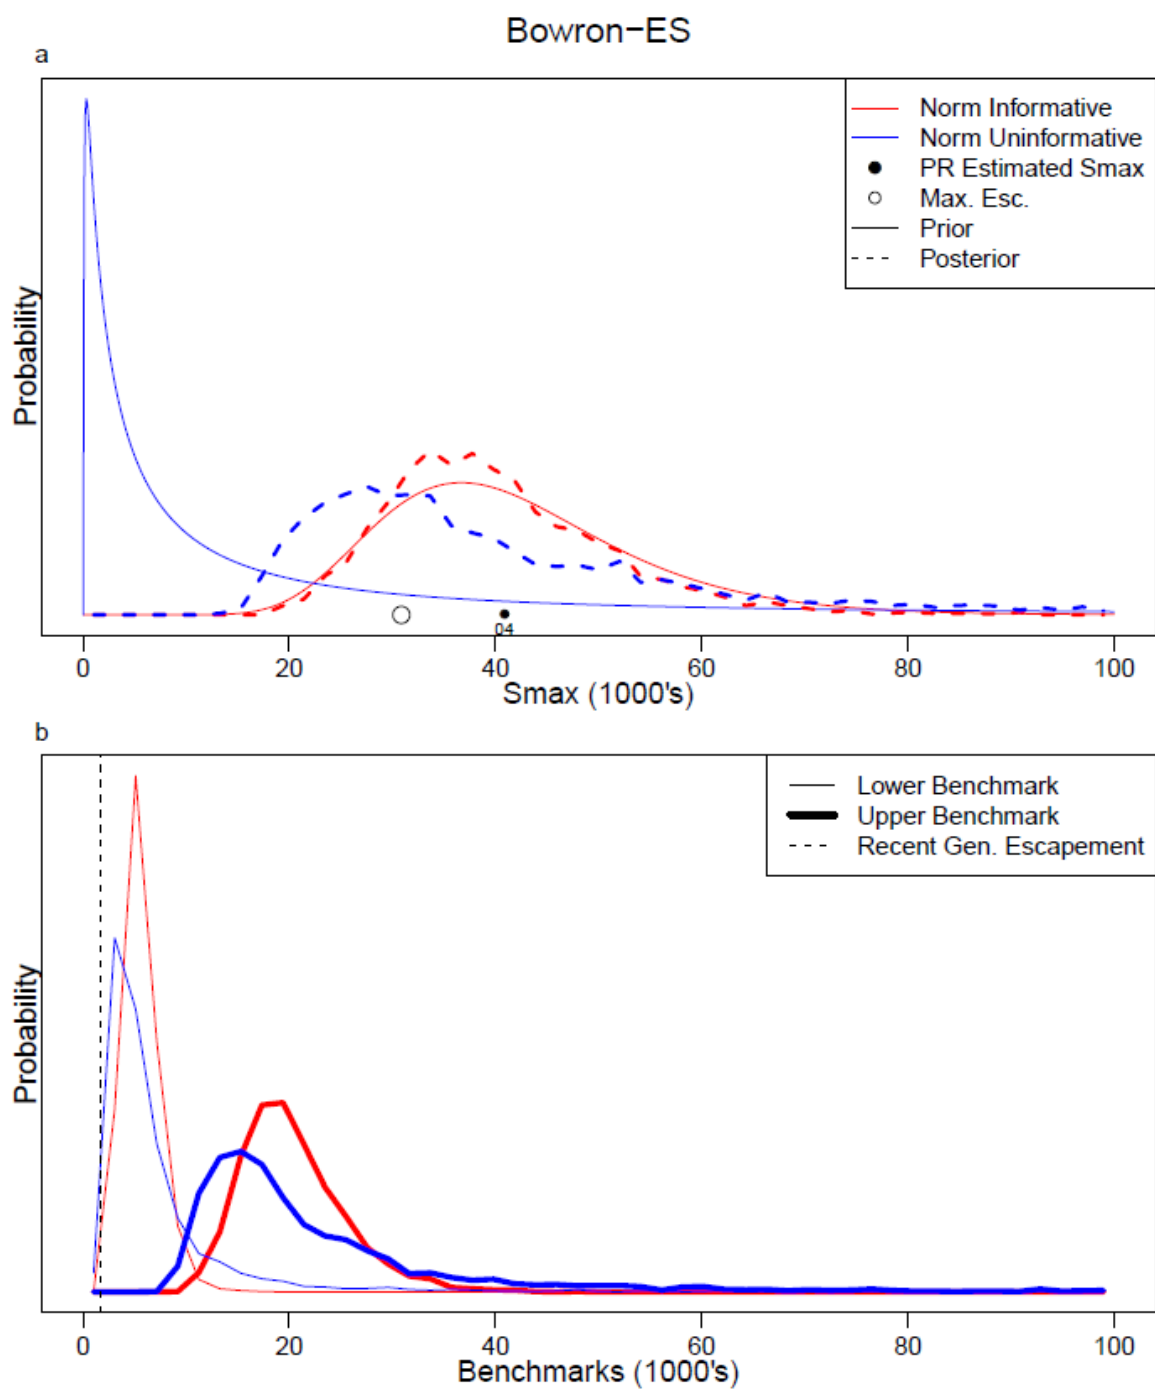 Bowron−ES
a
Norm Informative
Norm Uninformative
PR Estimated Smax
Max. Esc.
Prior
Posterior
Probability
04
0 20 40 60 80 100
Smax (1000's)
b
Lower Benchmark
Upper Benchmark
Recent Gen. Escapement
Probability
0 20 40 60 80 100
Benchmarks (1000's)